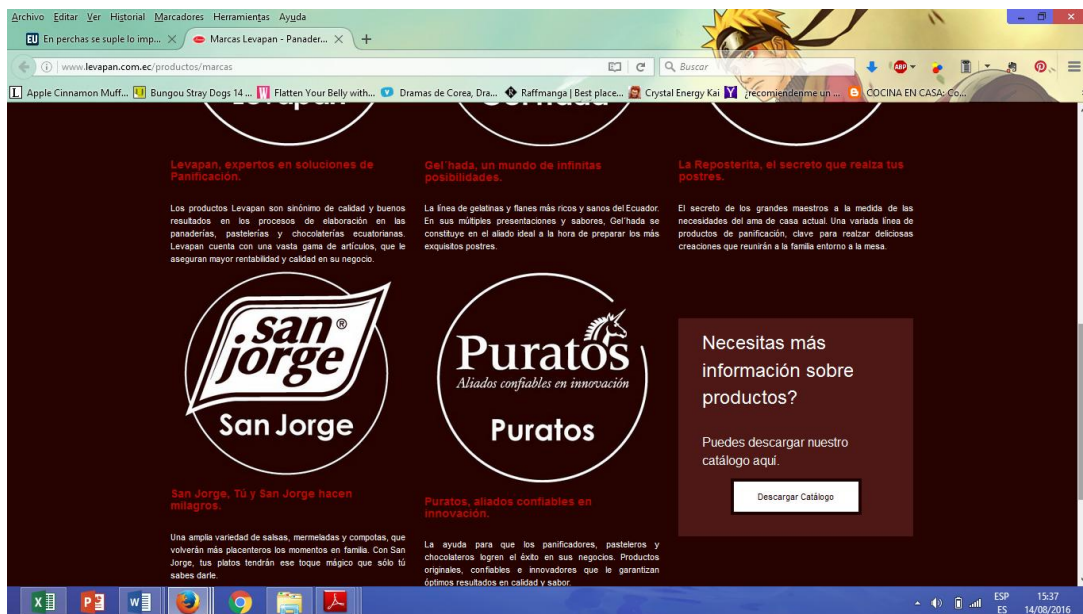 Archivo Editar Ver Historial Marcadores Herramientas Ayuda
EU En perchas se suple lo imp...
Marcas Levapan - Panader...
www.levapan.com.ec/productos/marcas
Buscar
ABP
L Apple Cinnamon Muff...
Bungou Stray Dogs 14 ...
Flatten Your Belly with...
Dramas de Corea, Dra...
Raffmanga | Best place...
Crystal Energy Kai
Y ¿recomiendenme un ...
COCINA EN CASA: Co...
Levapan
Gel´hada
Levapan, expertos en soluciones de
Panificación.
Los productos Levapan son sinónimo de calidad y buenos
resultados en los procesos de elaboración en las
panaderías, pastelerías y chocolaterías ecuatorianas.
Levapan cuenta con una vasta gama de artículos, que le
aseguran mayor rentabilidad y calidad en su negocio.
Gel´hada, un mundo de infinitas
posibilidades.
La línea de gelatinas y flanes más ricos y sanos del Ecuador.
En sus múltiples presentaciones y sabores, Gel´hada se
constituye en el aliado ideal a la hora de preparar los más
exquisitos postres.
La Reposterita, el secreto que realza tus
postres.
El secreto de los grandes maestros a la medida de las
necesidades del ama de casa actual. Una variada línea de
productos de panificación, clave para realzar deliciosas
creaciones que reunirán a la familia entorno a la mesa.
san®
jorge
San Jorge
San Jorge, Tú y San Jorge hacen
milagros.
Una amplia variedad de salsas, mermeladas y compotas, que
volverán más placenteros los momentos en familia. Con San
Jorge, tus platos tendrán ese toque mágico que sólo tú
sabes darle.
Puratos
Aliados confiables en innovación
Puratos
Puratos, aliados confiables en
innovación.
La ayuda para que los panificadores, pasteleros y
chocolateros logren el éxito en sus negocios. Productos
originales, confiables e innovadores que le garantizan
óptimos resultados en calidad y sabor.
Necesitas más
información sobre
productos?
Puedes descargar nuestro
catálogo aquí.
Descargar Catálogo
ESP
ES
15:37
14/08/2016